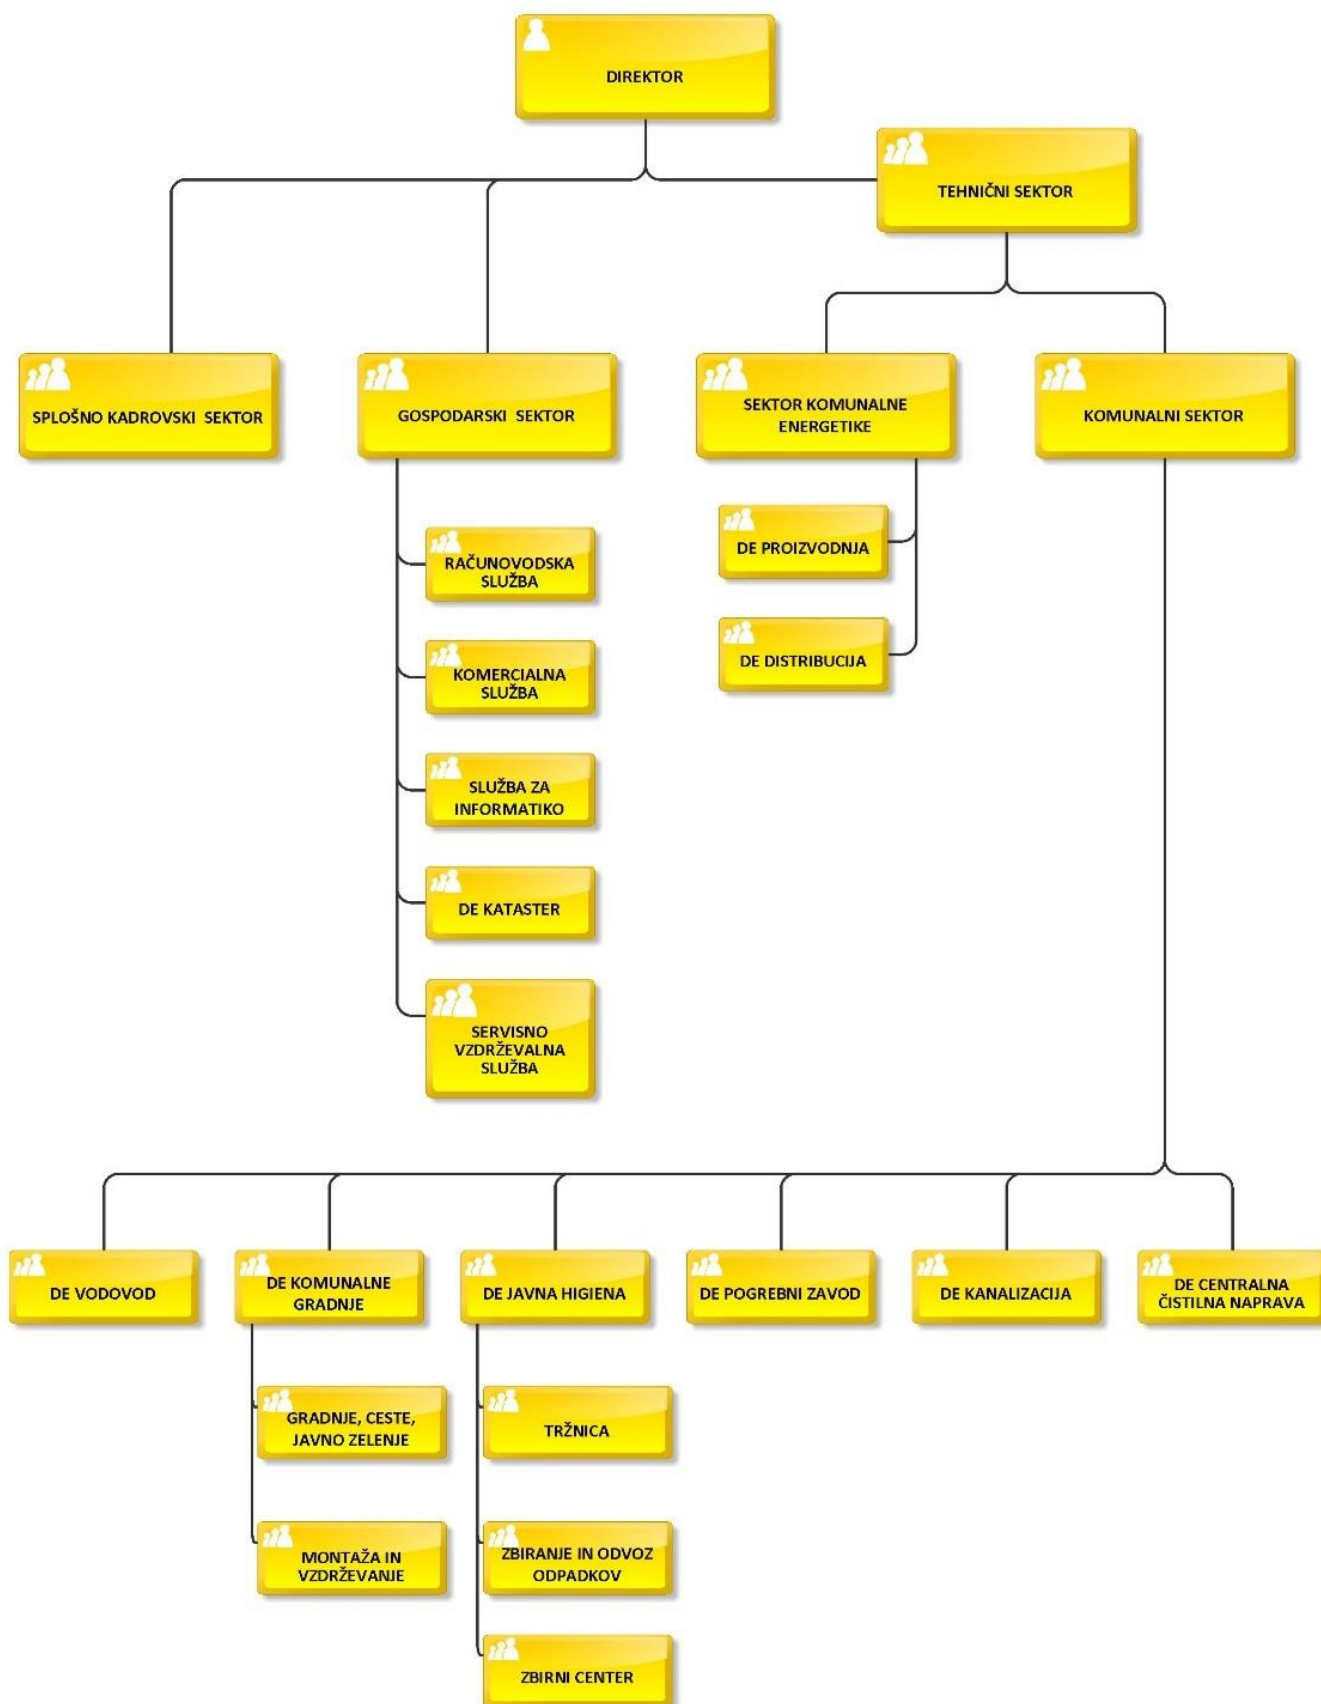 DIREKTOR
TEHNIČNI SEKTOR
SPLOŠNO KADROVSKI  SEKTOR
GOSPODARSKI  SEKTOR
SEKTOR KOMUNALNE
ENERGETIKE
KOMUNALNI SEKTOR
RAČUNOVODSKA
SLUŽBA
KOMERCIALNA
SLUŽBA
SLUŽBA ZA
INFORMATIKO
DE KATASTER
SERVISNO
VZDRŽEVALNA
SLUŽBA
DE PROIZVODNJA
DE DISTRIBUCIJA
DE VODOVOD
DE KOMUNALNE
GRADNJE
DE JAVNA HIGIENA
DE POGREBNI ZAVOD
DE KANALIZACIJA
DE CENTRALNA
ČISTILNA NAPRAVA
GRADNJE, CESTE,
JAVNO ZELENJE
MONTAŽA IN
VZDRŽEVANJE
TRŽNICA
ZBIRANJE IN ODVOZ
ODPADKOV
ZBIRNI CENTER